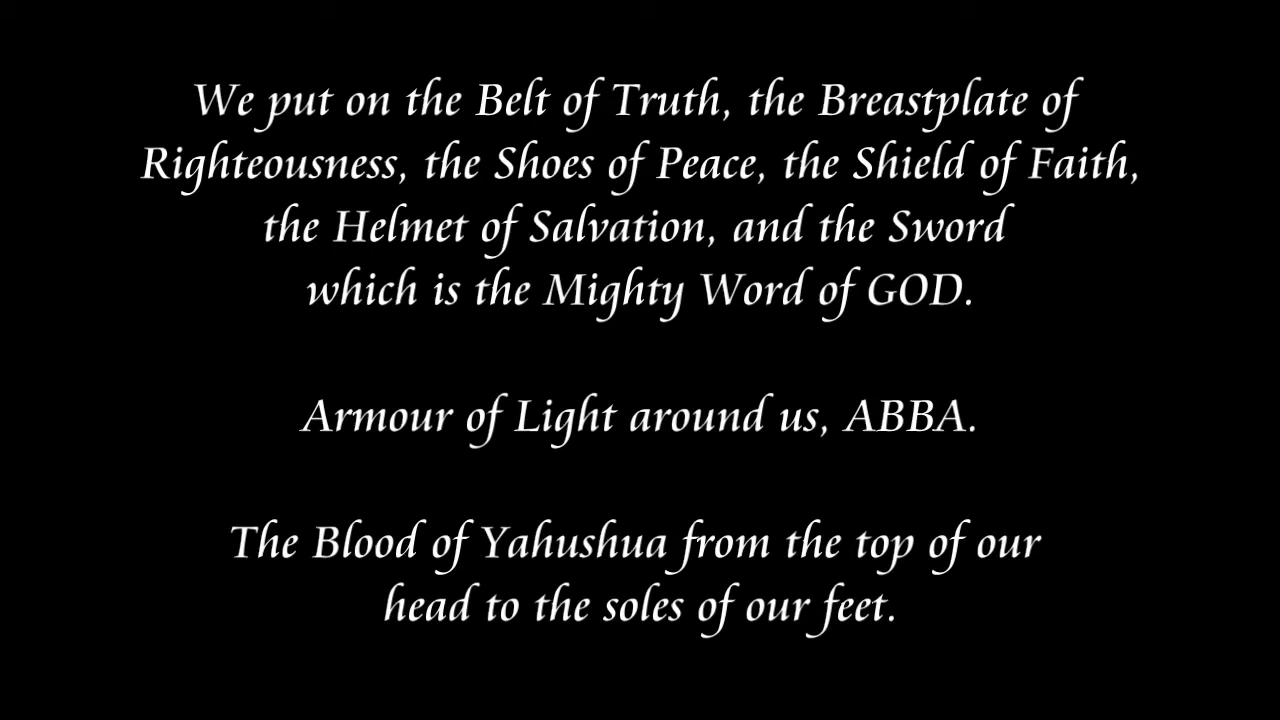 We put on the Belt of Truth, the Breastplate of
Righteousness, the Shoes of Peace, the Shield of Faith,
the Helmet of Salvation, and the Sword
which is the Mighty Word of GOD.
Armour of Light around us, ABBA.
The Blood of Yahushua from the top of our
head to the soles of our feet.